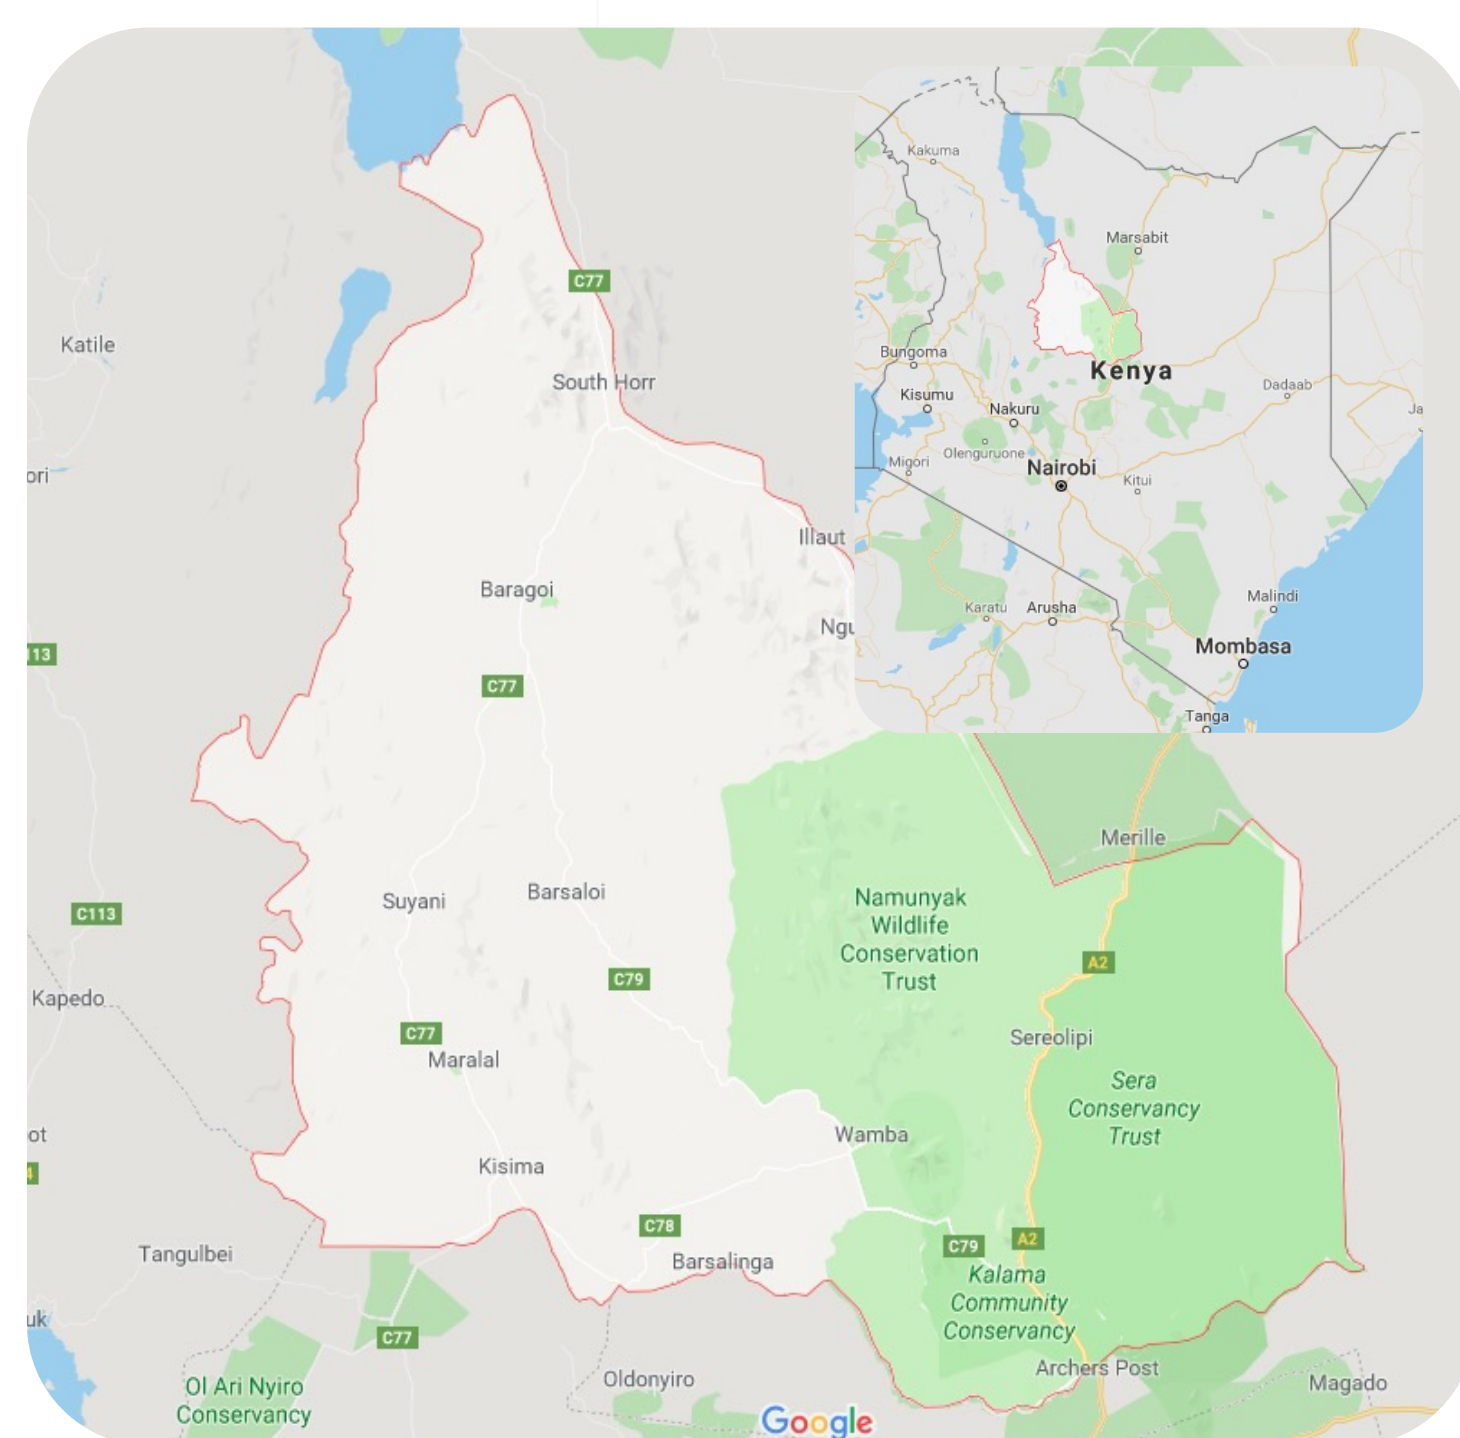 Kakuma
Marsabit
Bungoma
Kenya
Kisumu
Dadaab
Nakuru
Ja
Olenguruone
Migori
Nairobi
Kitui
Karatu
Arusha
Malindi
Mombasa
Tanga
C77
Katile
South Horr
ori
Illaut
Baragoi
Ngu
113
C77
Merille
Suyani
Barsaloi
Namunyak
Wildlife
Conservation
Trust
C113
A2
C79
Kapedo
C77
Sereolipi
Maralal
Sera
Conservancy
Trust
ot
Wamba
Kisima
4
C78
C79
A2
Tangulbei
Barsalinga
Kalama
Community
Conservancy
uk
C77
Archers Post
Oldonyiro
Magado
Ol Ari Nyiro
Conservancy
Google